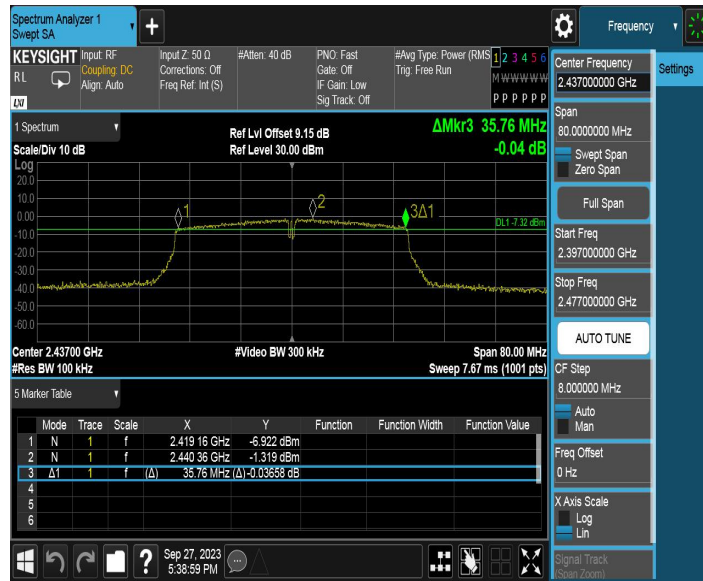 Spectrum Analyzer 1
Swept SA
+
Frequency
KEYSIGHT
RL
LXI
Input: RF
Coupling: DC
Align: Auto
Input Z: 50 Ω
Corrections: Off
Freq Ref: Int (S)
#Atten: 40 dB
PNO: Fast
Gate: Off
IF Gain: Low
Sig Track: Off
#Avg Type: Power (RMS
Trig: Free Run
1 2 3 4 5 6
M W W W W W
P P P P P P
1 Spectrum
Scale/Div 10 dB
Ref Lvl Offset 9.15 dB
Ref Level 30.00 dBm
ΔMkr3 35.76 MHz
-0.04 dB
Log
20.0
10.0
0.00
-10.0
-20.0
-30.0
-40.0
-50.0
-60.0
1
2
3Δ1
DL1 -7.32 dBm
Center 2.43700 GHz
#Video BW 300 kHz
Span 80.00 MHz
#Res BW 100 kHz
Sweep 7.67 ms (1001 pts)
5 Marker Table
Mode Trace Scale X Y Function Function Width Function Value
1 N 1 f 2.419 16 GHz -6.922 dBm
2 N 1 f 2.440 36 GHz -1.319 dBm
3 Δ1 1 f (Δ) 35.76 MHz (Δ) -0.03658 dB
4
5
6
?
Sep 27, 2023
5:38:59 PM
Center Frequency
2.437000000 GHz
Settings
Span
80.0000000 MHz
Swept Span
Zero Span
Full Span
Start Freq
2.397000000 GHz
Stop Freq
2.477000000 GHz
AUTO TUNE
CF Step
8.000000 MHz
Auto
Man
Freq Offset
0 Hz
X Axis Scale
Log
Lin
Signal Track
(Span Zoom)